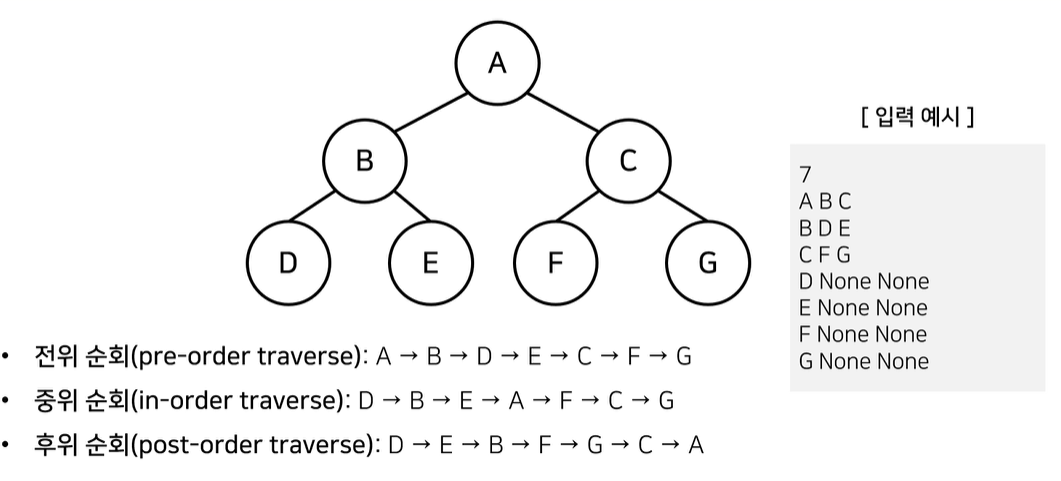 A
B
C
D
E
F
G
[ 입력 예시 ]
7
A B C
B D E
C F G
D None None
E None None
F None None
G None None
• 전위 순회(pre-order traverse): A → B → D → E → C → F → G
• 중위 순회(in-order traverse): D → B → E → A → F → C → G
• 후위 순회(post-order traverse): D → E → B → F → G → C → A